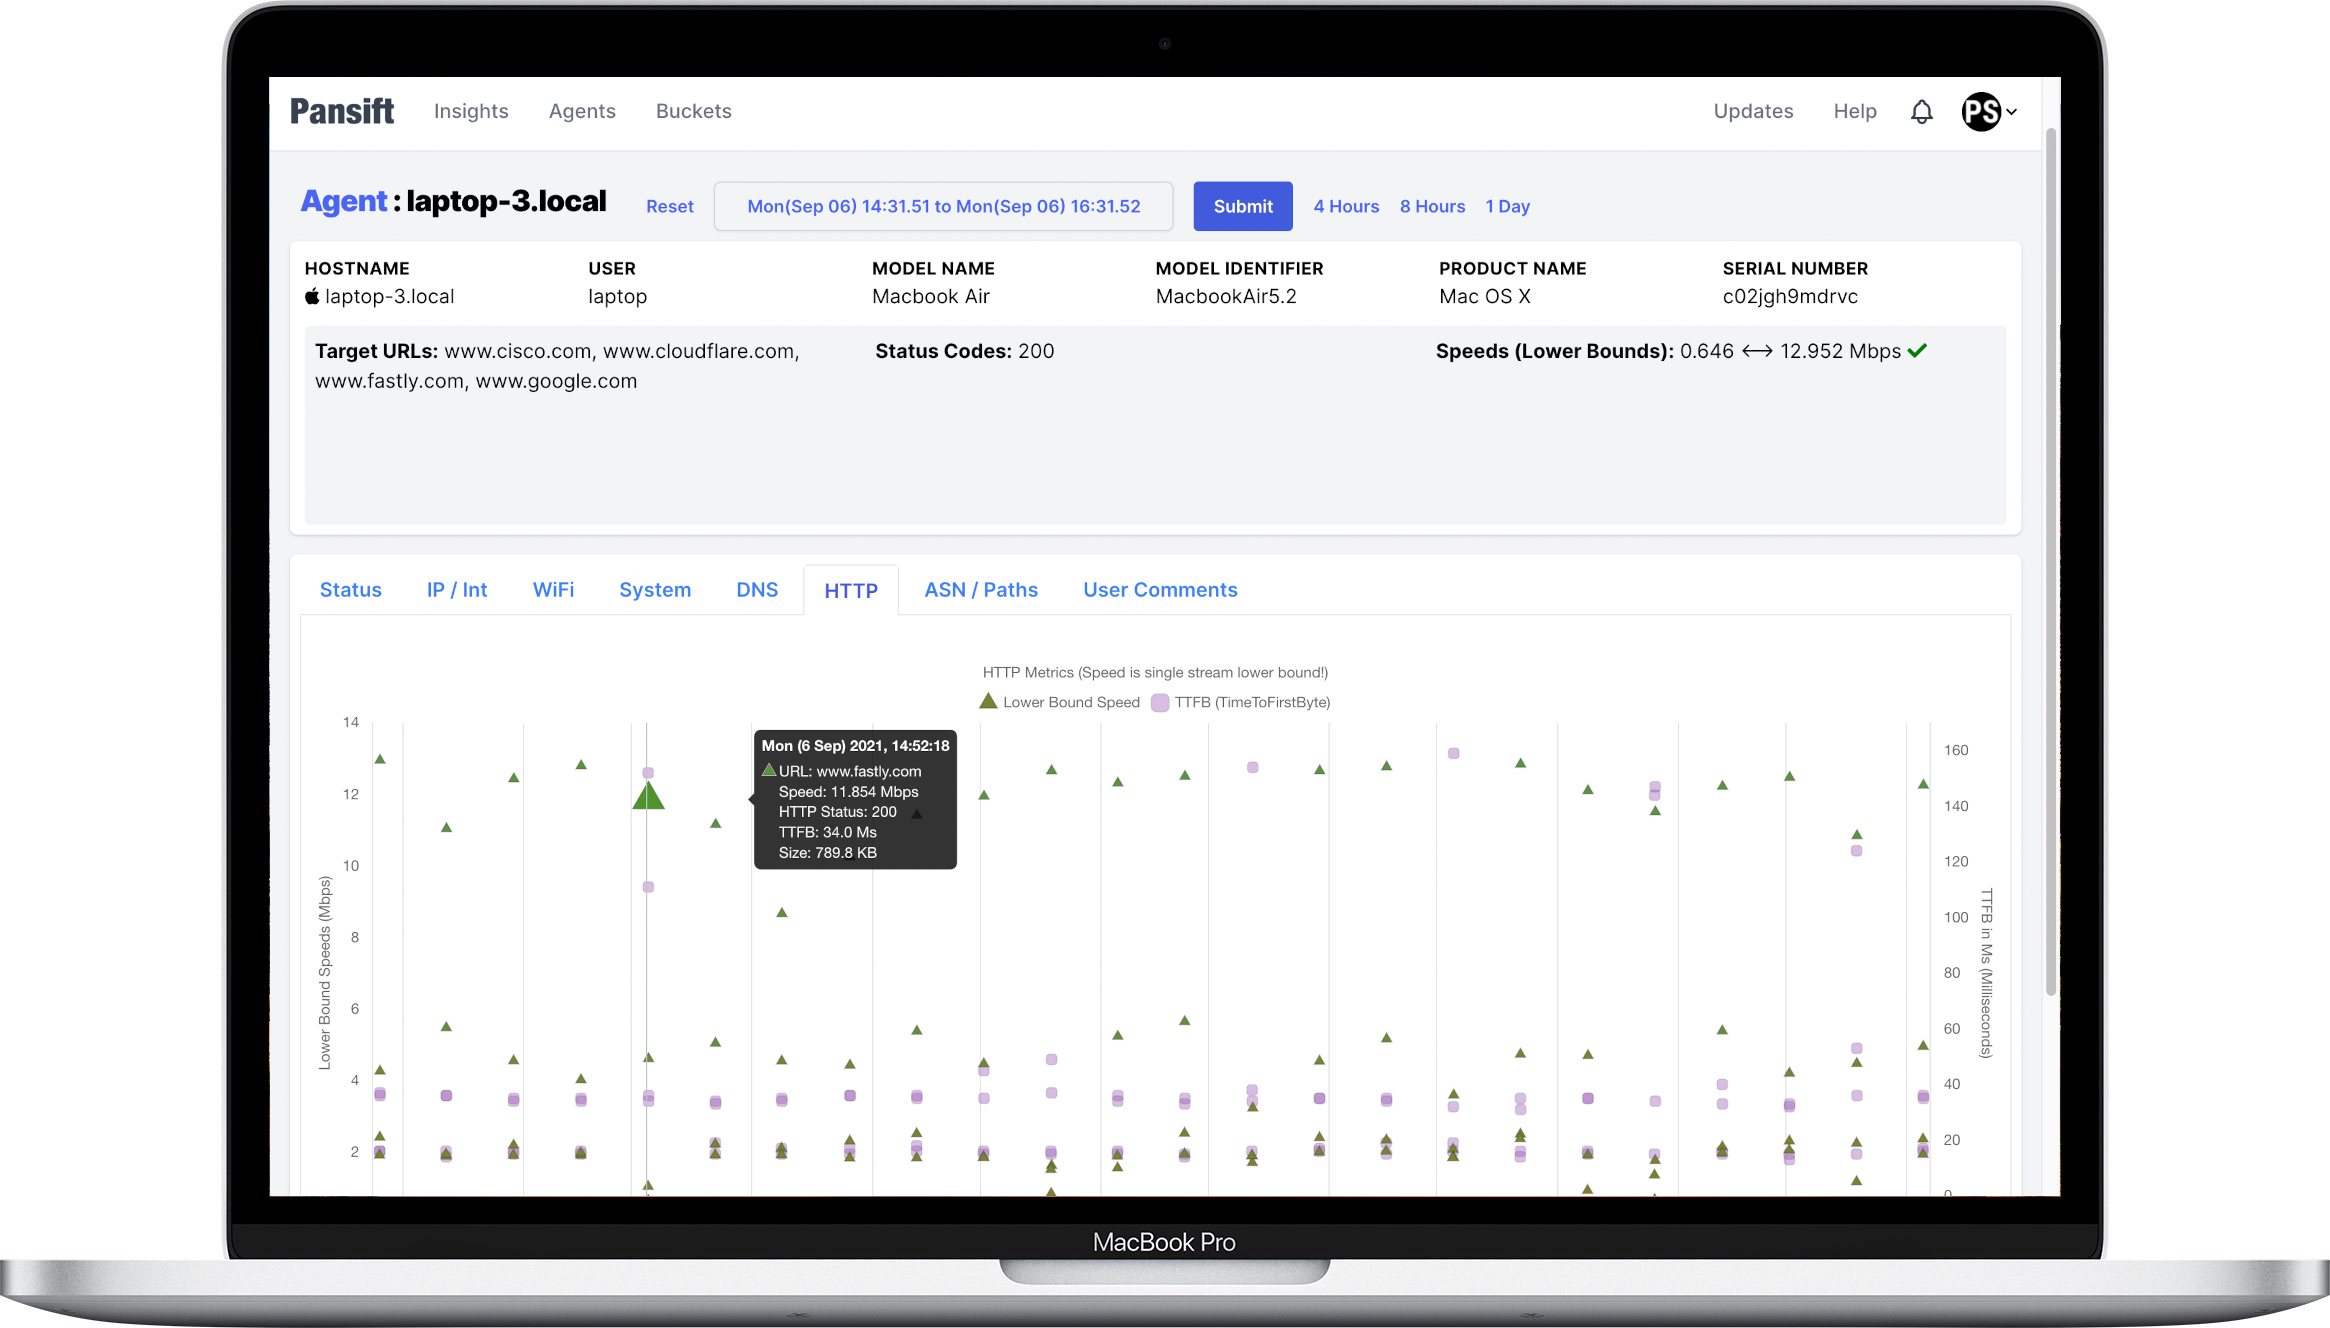 Pansift Insights Agents Buckets Updates Help PS
Agent : laptop-3.local Reset Mon(Sep 06) 14:31.51 to Mon(Sep 06) 16:31.52 Submit 4 Hours 8 Hours 1 Day
HOSTNAME USER MODEL NAME MODEL IDENTIFIER PRODUCT NAME SERIAL NUMBER
laptop-3.local laptop Macbook Air MacbookAir5.2 Mac OS X c02jgh9mdrvc
Target URLs: www.cisco.com, www.cloudflare.com, Status Codes: 200 Speeds (Lower Bounds): 0.646 <—> 12.952 Mbps ✓
www.fastly.com, www.google.com
Status IP / Int WiFi System DNS HTTP ASN / Paths User Comments
HTTP Metrics (Speed is single stream lower bound!)
Lower Bound Speed TTFB (TimeToFirstByte)
Lower Bound Speeds (Mbps)
14
12
10
8
6
4
2
Mon (6 Sep) 2021, 14:52:18
URL: www.fastly.com
Speed: 11.854 Mbps
HTTP Status: 200
TTFB: 34.0 Ms
Size: 789.8 KB
160
140
120
100
80
60
40
20
0
TTFB in Ms (Milliseconds)
MacBook Pro